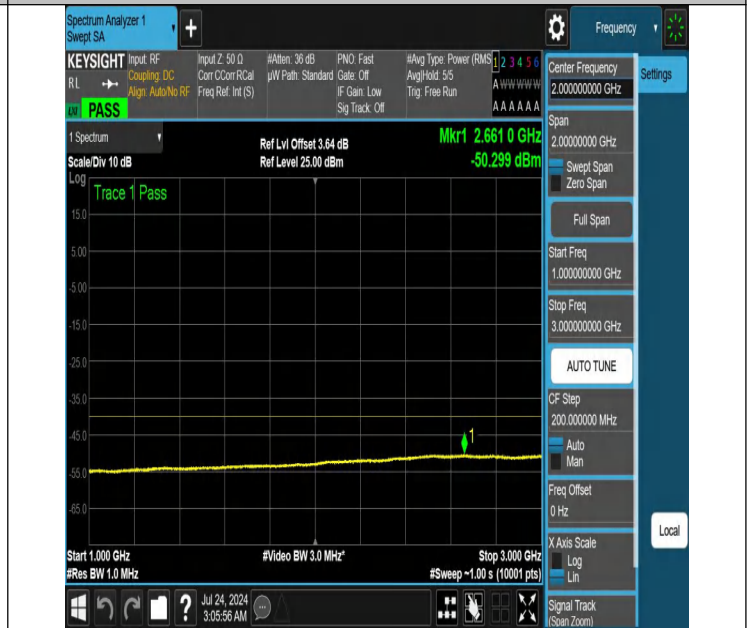 Spectrum Analyzer 1
Swept SA
Frequency
KEYSIGHT
RL
PASS
Input: RF
Coupling: DC
Align: Auto/No RF
Input Z: 50 Ω
Corr CCorr RCal
Freq Ref: Int (S)
#Atten: 36 dB
µW Path: Standard
PNO: Fast
Gate: Off
IF Gain: Low
Sig Track: Off
#Avg Type: Power (RMS
Avg|Hold: 5/5
Trig: Free Run
1 2 3 4 5 6
A W W W W W
A A A A A A
1 Spectrum
Scale/Div 10 dB
Ref Lvl Offset 3.64 dB
Ref Level 25.00 dBm
Mkr1 2.661 0 GHz
-50.299 dBm
Log
Trace 1 Pass
15.0
5.00
-5.00
-15.0
-25.0
-35.0
-45.0
-55.0
-65.0
1
Start 1.000 GHz
#Res BW 1.0 MHz
#Video BW 3.0 MHz*
Stop 3.000 GHz
#Sweep ~1.00 s (10001 pts)
Jul 24, 2024
3:05:56 AM
Center Frequency
2.000000000 GHz
Span
2.00000000 GHz
Swept Span
Zero Span
Full Span
Start Freq
1.000000000 GHz
Stop Freq
3.000000000 GHz
AUTO TUNE
CF Step
200.000000 MHz
Auto
Man
Freq Offset
0 Hz
X Axis Scale
Log
Lin
Signal Track
(Span Zoom)
Settings
Local